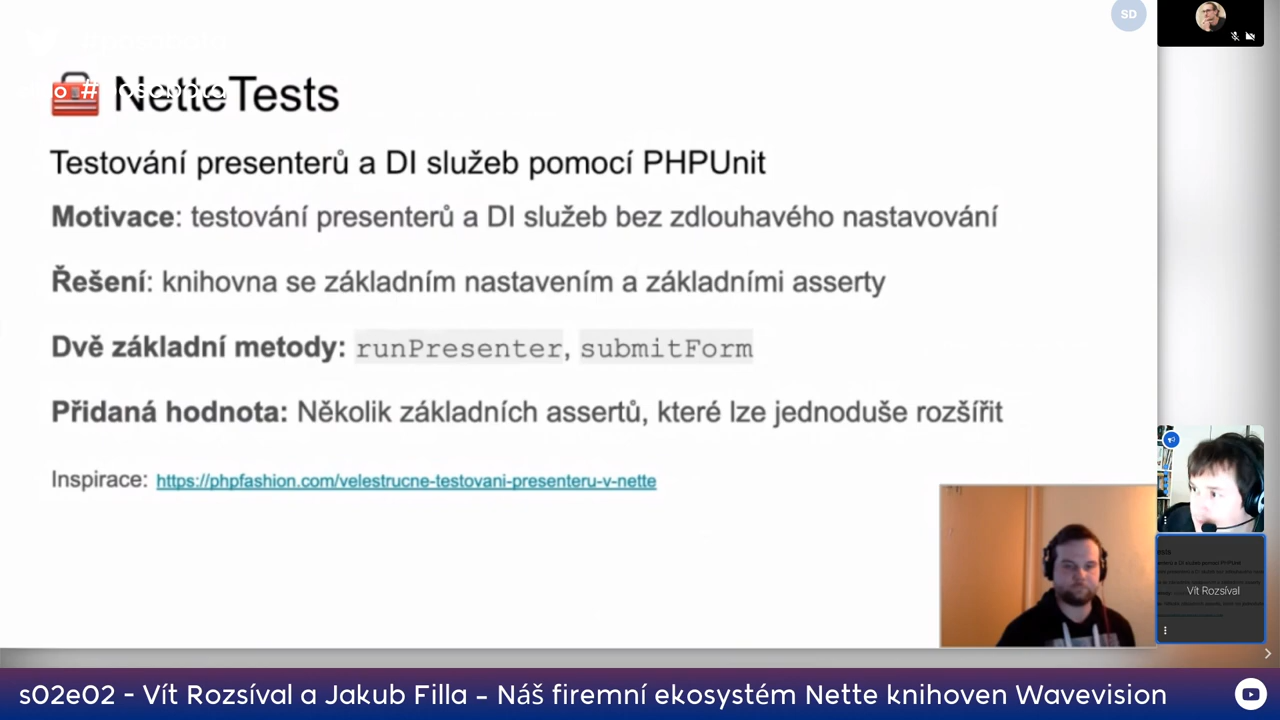 SD
NetteTests
Testování presenterů a DI služeb pomocí PHPUnit
Motivace: testování presenterů a DI služeb bez zdlouhavého nastavování
Řešení: knihovna se základním nastavením a základními asserty
Dvě základní metody: runPresenter, submitForm
Přidaná hodnota: Několik základních assertů, které lze jednoduše rozšířit
Inspirace: https://phpfashion.com/velestrucne-testovani-presenteru-v-nette
Vít Rozsíval
s02e02 - Vít Rozsíval a Jakub Filla - Náš firemní ekosystém Nette knihoven Wavevision